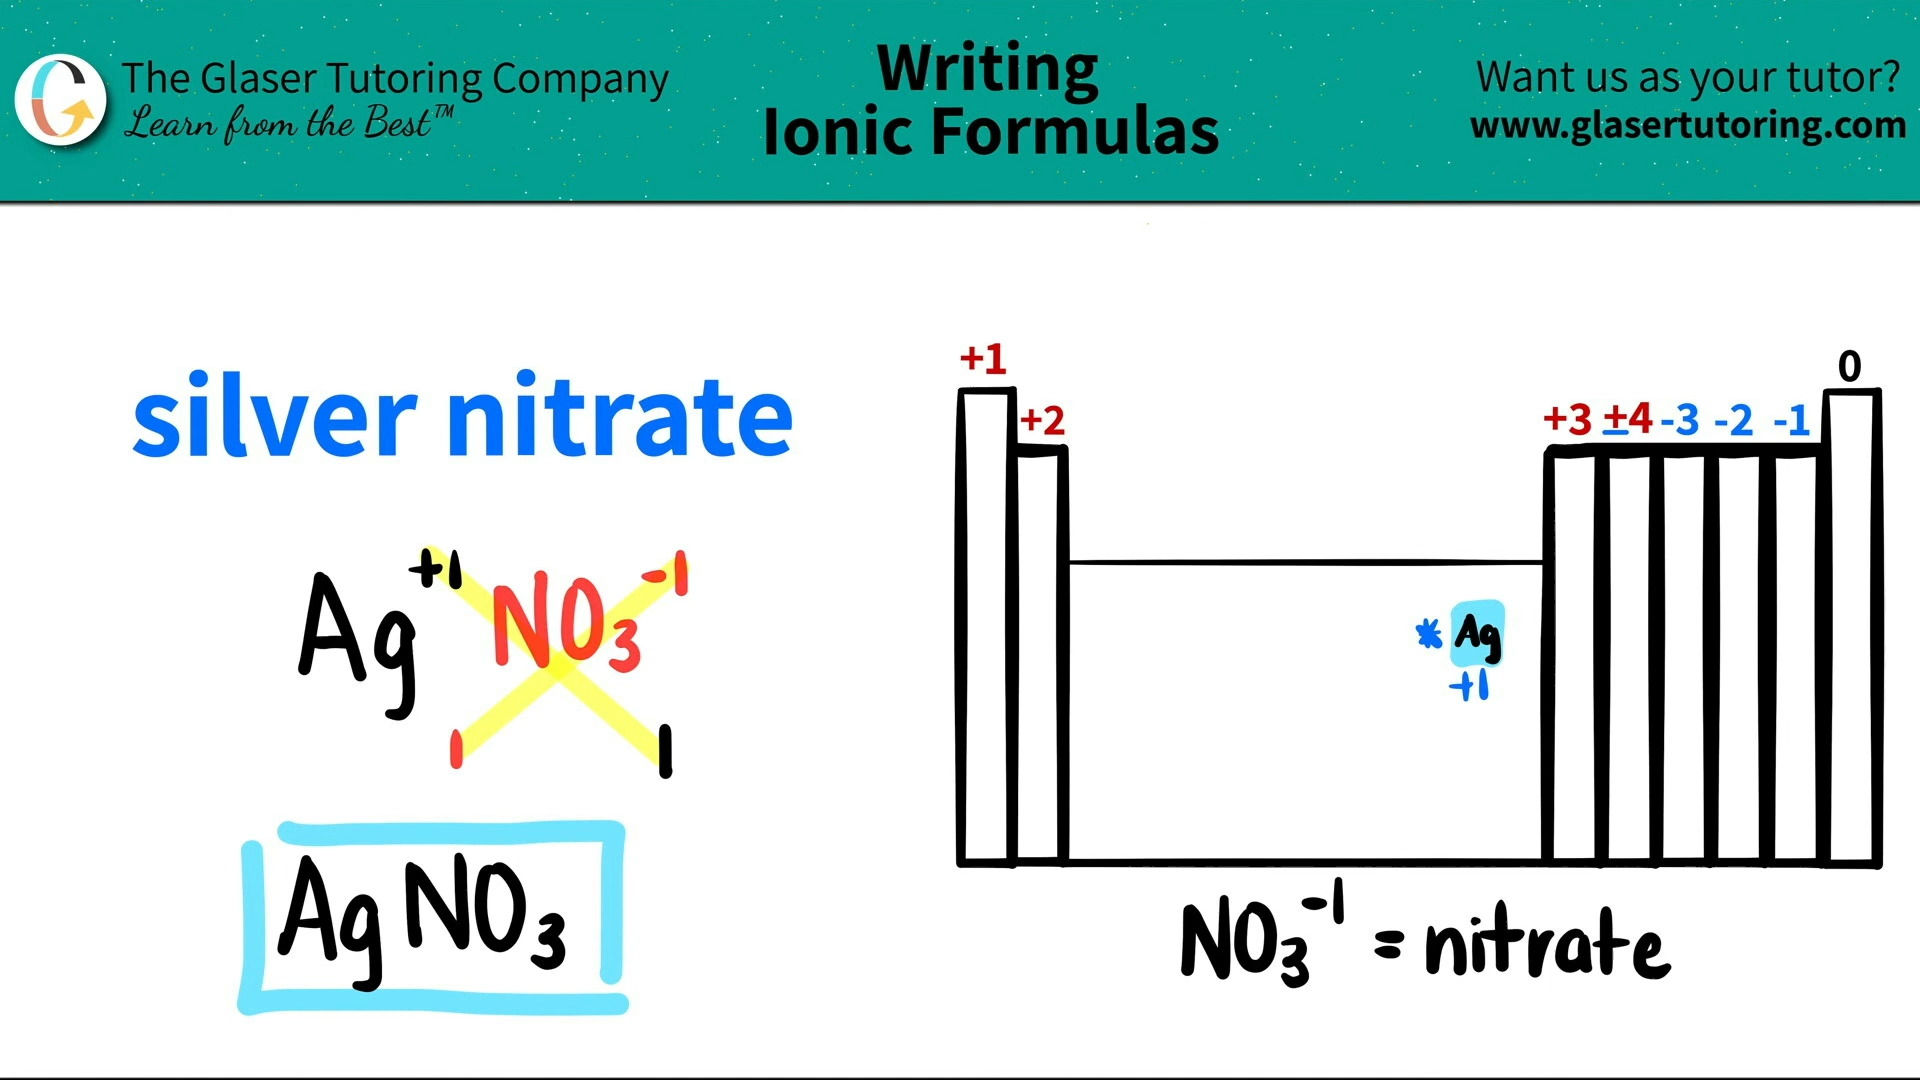 The Glaser Tutoring Company
Learn from the Best™
Writing
Ionic Formulas
Want us as your tutor?
www.glasertutoring.com
silver nitrate
Ag⁺¹ NO₃⁻¹
1 1
AgNO₃
+1
0
+2
+3 ±4 -3 -2 -1
* Ag
+1
NO₃⁻¹ = nitrate